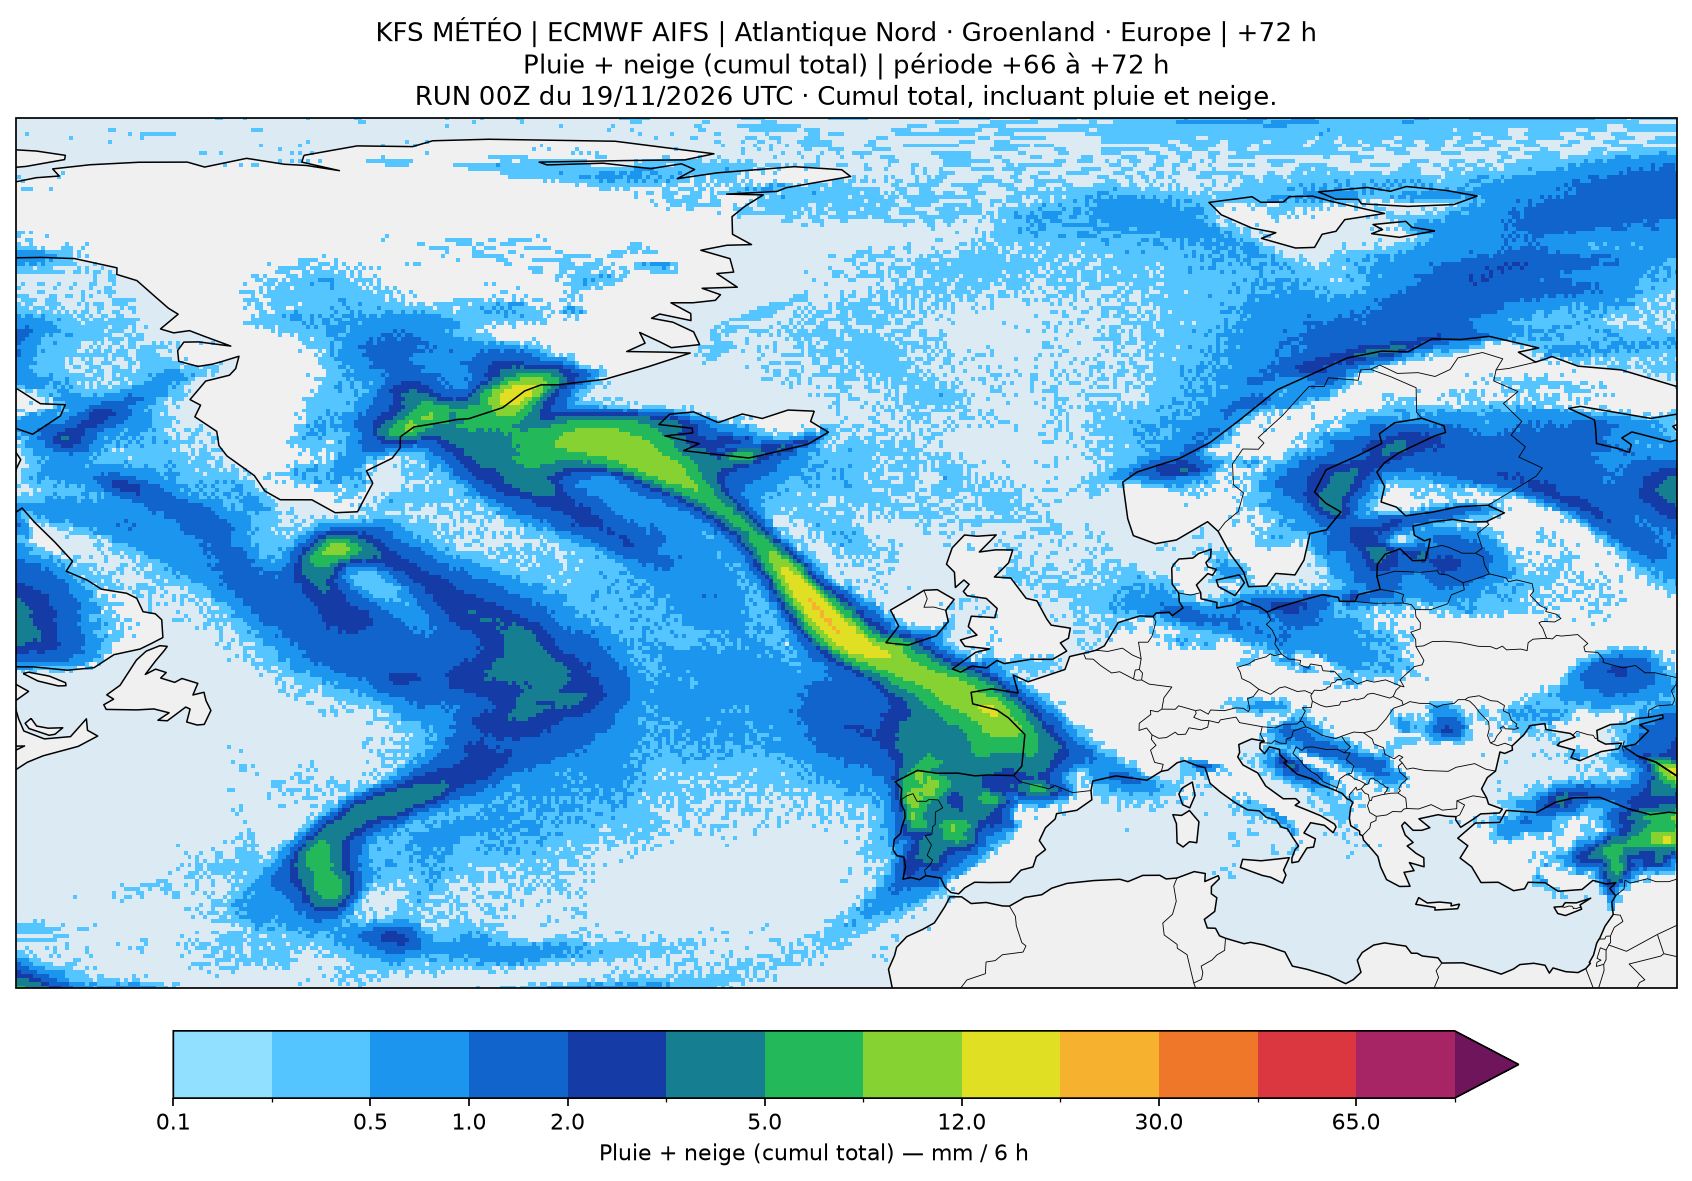 KFS MÉTÉO | ECMWF AIFS | Atlantique Nord · Groenland · Europe | +72 h
Pluie + neige (cumul total) | période +66 à +72 h
RUN 00Z du 19/11/2026 UTC · Cumul total, incluant pluie et neige.
0.1 0.5 1.0 2.0 5.0 12.0 30.0 65.0
Pluie + neige (cumul total) — mm / 6 h